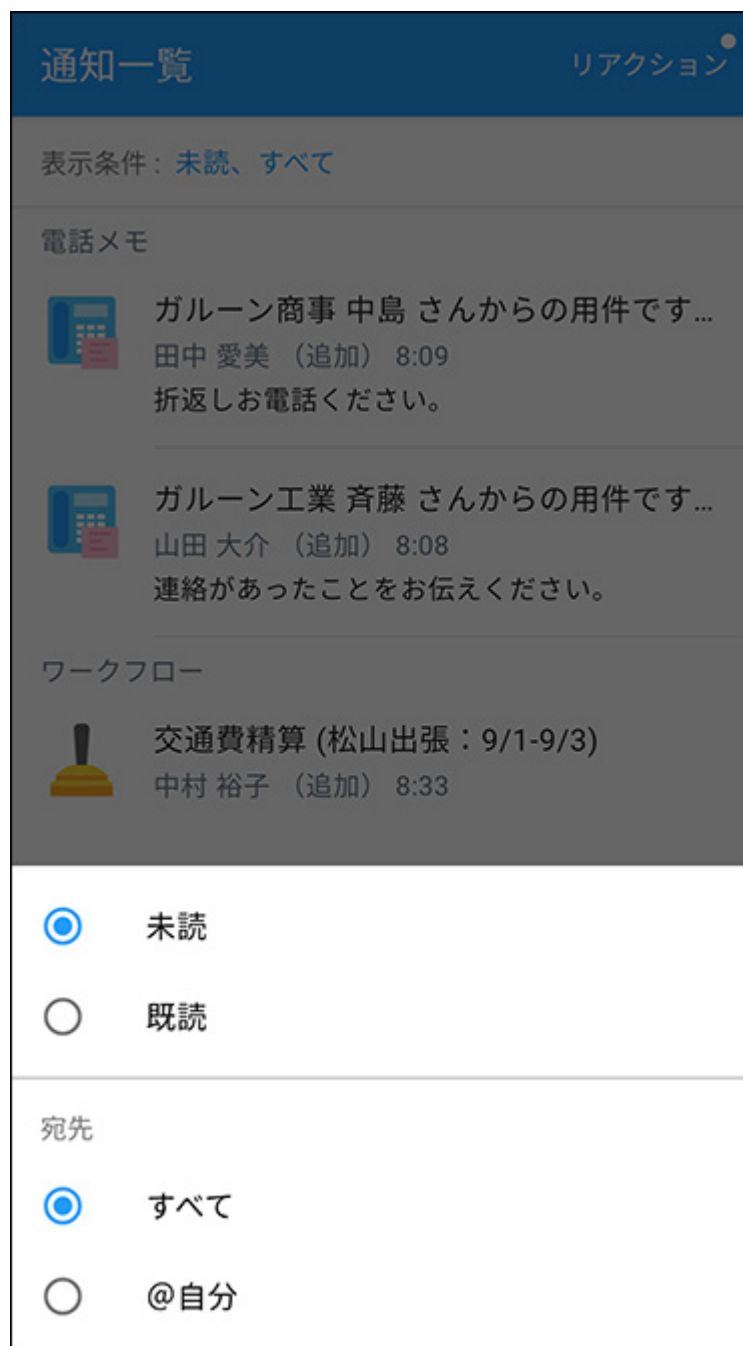 通知一覧 リアクション
表示条件： 未読、すべて
電話メモ
ガルーン商事 中島 さんからの用件です...
田中 愛美 （追加） 8:09
折返しお電話ください。
ガルーン工業 斉藤 さんからの用件です...
山田 大介 （追加） 8:08
連絡があったことをお伝えください。
ワークフロー
交通費精算 (松山出張：9/1-9/3)
中村 裕子 （追加） 8:33
未読
既読
宛先
すべて
@自分